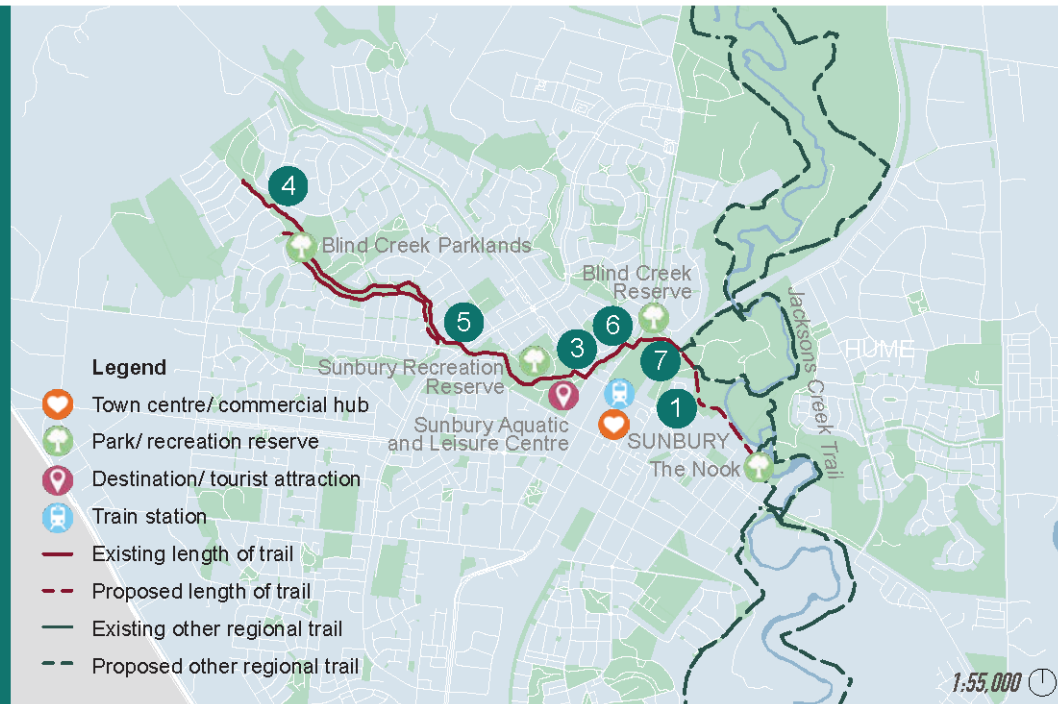 4
Blind Creek Parklands
Blind Creek
Reserve
5
6
3
7
1
Sunbury Recreation
Reserve
Sunbury Aquatic
and Leisure Centre
SUNBURY
The Nook
HUME
Jacksons Creek Trail
Legend
Town centre/ commercial hub
Park/ recreation reserve
Destination/ tourist attraction
Train station
Existing length of trail
Proposed length of trail
Existing other regional trail
Proposed other regional trail
1:55,000